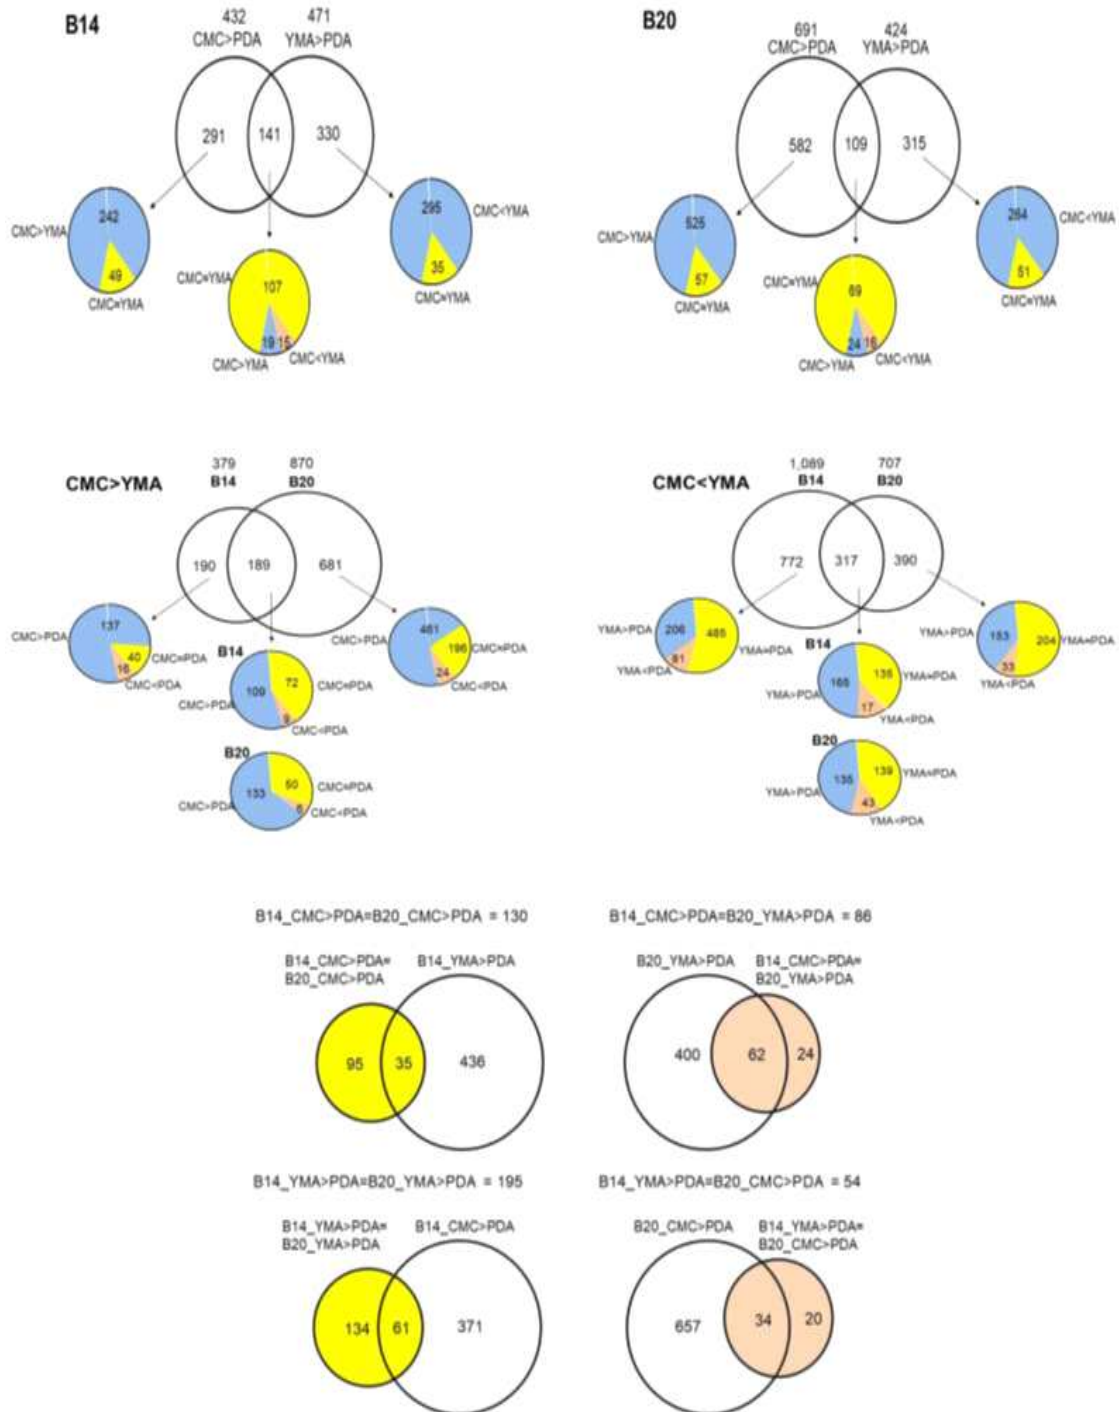 B14
432
CMC>PDA
471
YMA>PDA
291
141
330
242
CMC>YMA
49
CMC=YMA
295
CMC<YMA
35
CMC=YMA
CMC=YMA
107
19
15
CMC>YMA
CMC<YMA
B20
691
CMC>PDA
424
YMA>PDA
582
109
315
525
CMC>YMA
57
CMC=YMA
264
CMC<YMA
51
CMC=YMA
CMC=YMA
69
24
16
CMC>YMA
CMC<YMA
CMC>YMA
379
B14
870
B20
190
189
681
137
CMC>PDA
40
CMC=PDA
16
CMC<PDA
461
CMC>PDA
196
CMC=PDA
24
CMC<PDA
B14
72
109
CMC=PDA
CMC>PDA
CMC<PDA
B20
50
133
CMC=PDA
CMC>PDA
6
CMC<PDA
CMC<YMA
1,089
B14
707
B20
772
317
390
YMA>PDA
206
485
YMA=PDA
81
YMA<PDA
YMA>PDA
153
204
YMA=PDA
33
YMA<PDA
B14
135
YMA=PDA
165
YMA>PDA
17
YMA<PDA
B20
135
139
YMA=PDA
YMA>PDA
43
YMA<PDA
B14_CMC>PDA=B20_CMC>PDA = 130
B14_CMC>PDA=
B20_CMC>PDA
B14_YMA>PDA
95
35
436
B14_CMC>PDA=B20_YMA>PDA = 86
B20_YMA>PDA
B14_CMC>PDA=
B20_YMA>PDA
400
62
24
B14_YMA>PDA=B20_YMA>PDA = 195
B14_YMA>PDA=
B20_YMA>PDA
B14_CMC>PDA
134
61
371
B14_YMA>PDA=B20_CMC>PDA = 54
B20_CMC>PDA
B14_YMA>PDA=
B20_CMC>PDA
657
34
20